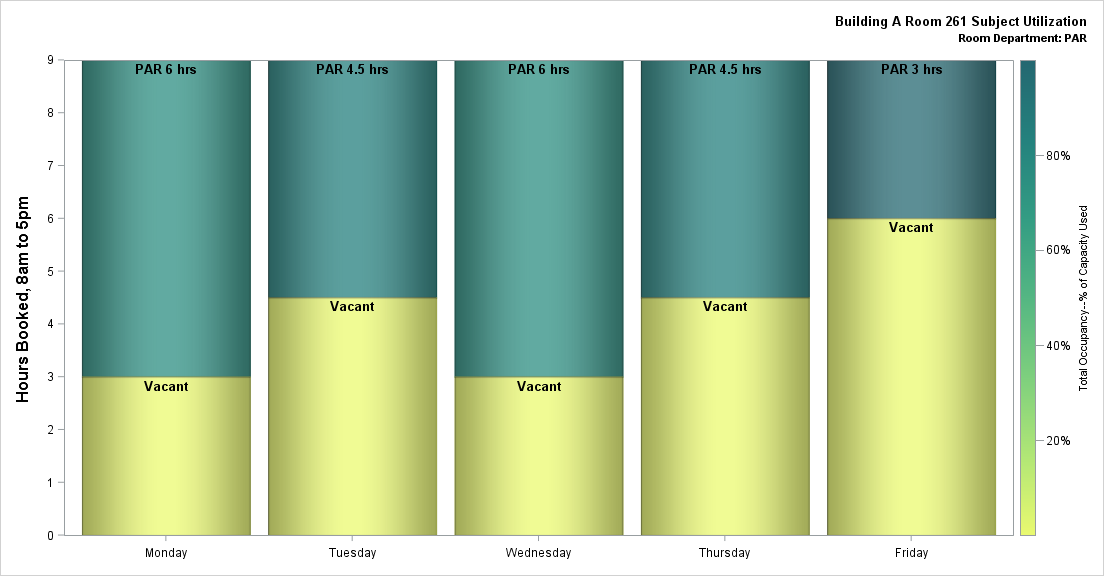 Building A Room 261 Subject Utilization
Room Department: PAR
Hours Booked, 8am to 5pm
9
8
7
6
5
4
3
2
1
0
PAR 6 hrs
PAR 4.5 hrs
PAR 6 hrs
PAR 4.5 hrs
PAR 3 hrs
Vacant
Vacant
Vacant
Vacant
Vacant
Monday
Tuesday
Wednesday
Thursday
Friday
80%
60%
40%
20%
Total Occupancy--% of Capacity Used